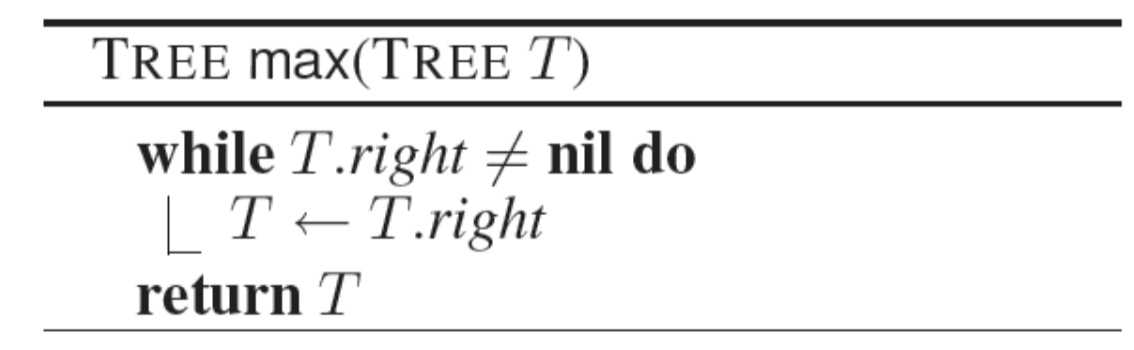 TREE max(TREE T)
while T.right ≠ nil do
T ← T.right
return T